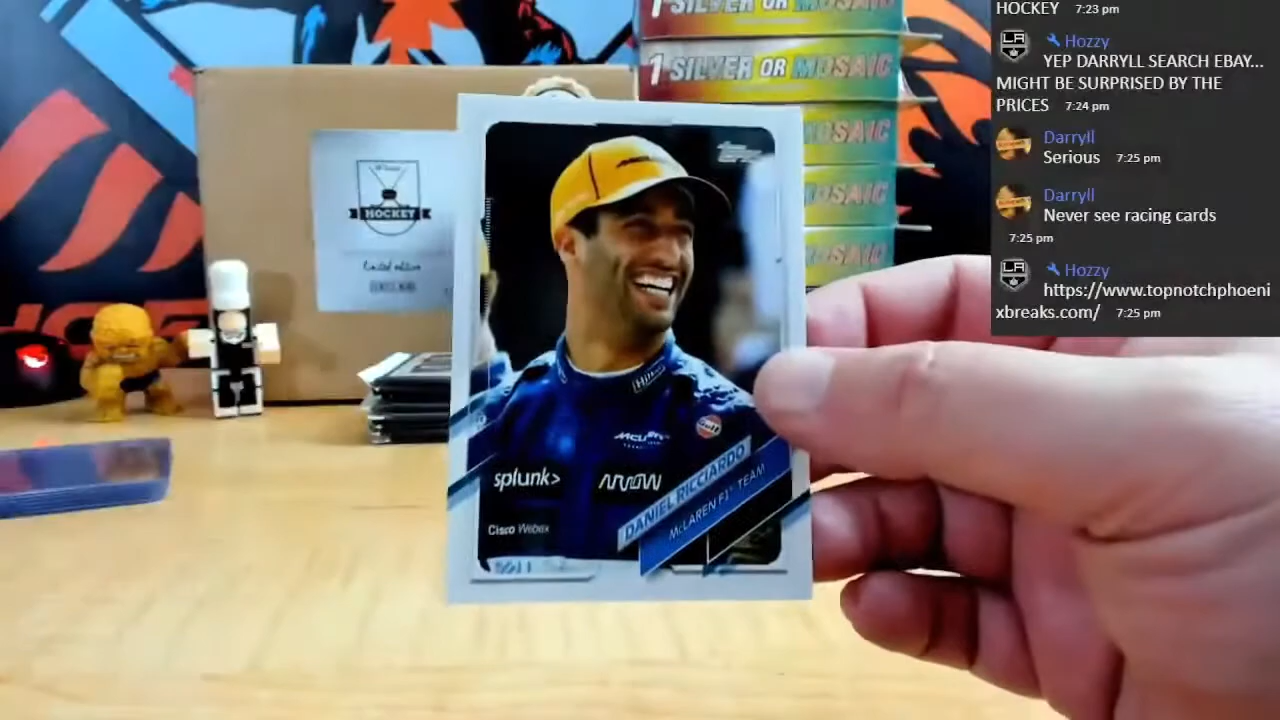 1 SILVER OR MOSAIC
1 SILVER OR MOSAIC
MOSAIC
MOSAIC
MOSAIC
HOCKEY
limited edition
topps
Hilton
McLaren
Gulf
splunk>
arrow
Cisco Webex
DANIEL RICCIARDO
McLAREN F1 TEAM
HOCKEY 7:23 pm
LA
Hozzy
YEP DARRYLL SEARCH EBAY...
MIGHT BE SURPRISED BY THE
PRICES 7:24 pm
Darryll
Serious 7:25 pm
Darryll
Never see racing cards
7:25 pm
LA
Hozzy
https://www.topnotchphoeni
xbreaks.com/ 7:25 pm